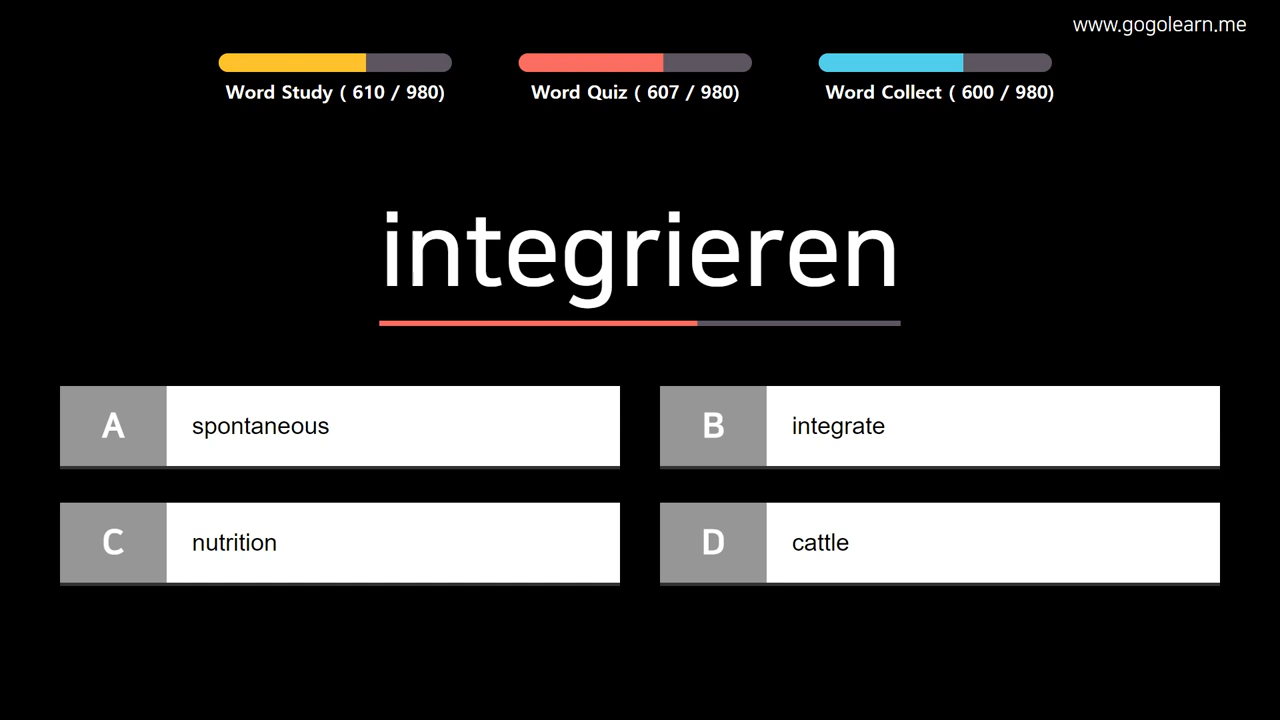 www.gogolearn.me
Word Study ( 610 / 980)
Word Quiz ( 607 / 980)
Word Collect ( 600 / 980)
integrieren
A spontaneous
B integrate
C nutrition
D cattle